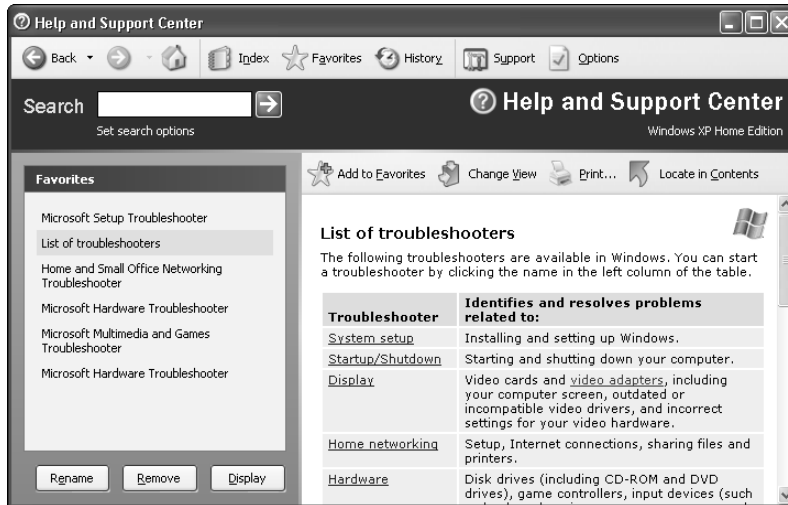 Help and Support Center
Back
Index
Favorites
History
Support
Options
Search
Set search options
Help and Support Center
Windows XP Home Edition
Favorites
Microsoft Setup Troubleshooter
List of troubleshooters
Home and Small Office Networking
Troubleshooter
Microsoft Hardware Troubleshooter
Microsoft Multimedia and Games
Troubleshooter
Microsoft Hardware Troubleshooter
Rename
Remove
Display
Add to Favorites
Change View
Print...
Locate in Contents
List of troubleshooters
The following troubleshooters are available in Windows. You can start
a troubleshooter by clicking the name in the left column of the table.
Troubleshooter
Identifies and resolves problems
related to:
System setup
Installing and setting up Windows.
Startup/Shutdown
Starting and shutting down your computer.
Display
Video cards and video adapters, including
your computer screen, outdated or
incompatible video drivers, and incorrect
settings for your video hardware.
Home networking
Setup, Internet connections, sharing files and
printers.
Hardware
Disk drives (including CD-ROM and DVD
drives), game controllers, input devices (such